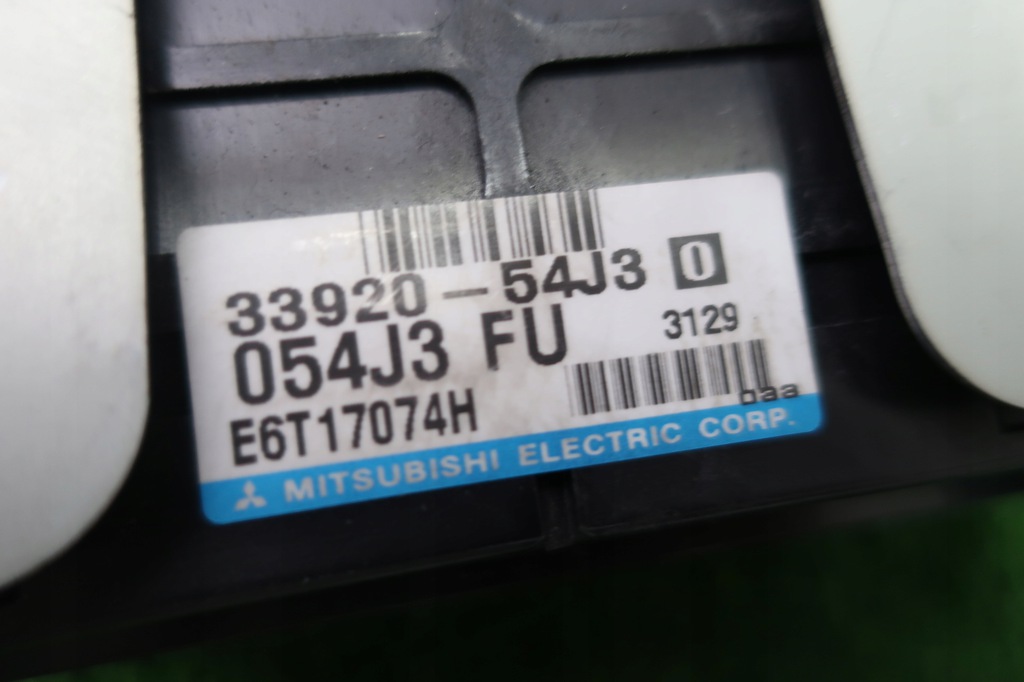 33920-54J3 0
054J3 FU 3129
E6T17074H
MITSUBISHI ELECTRIC CORP.